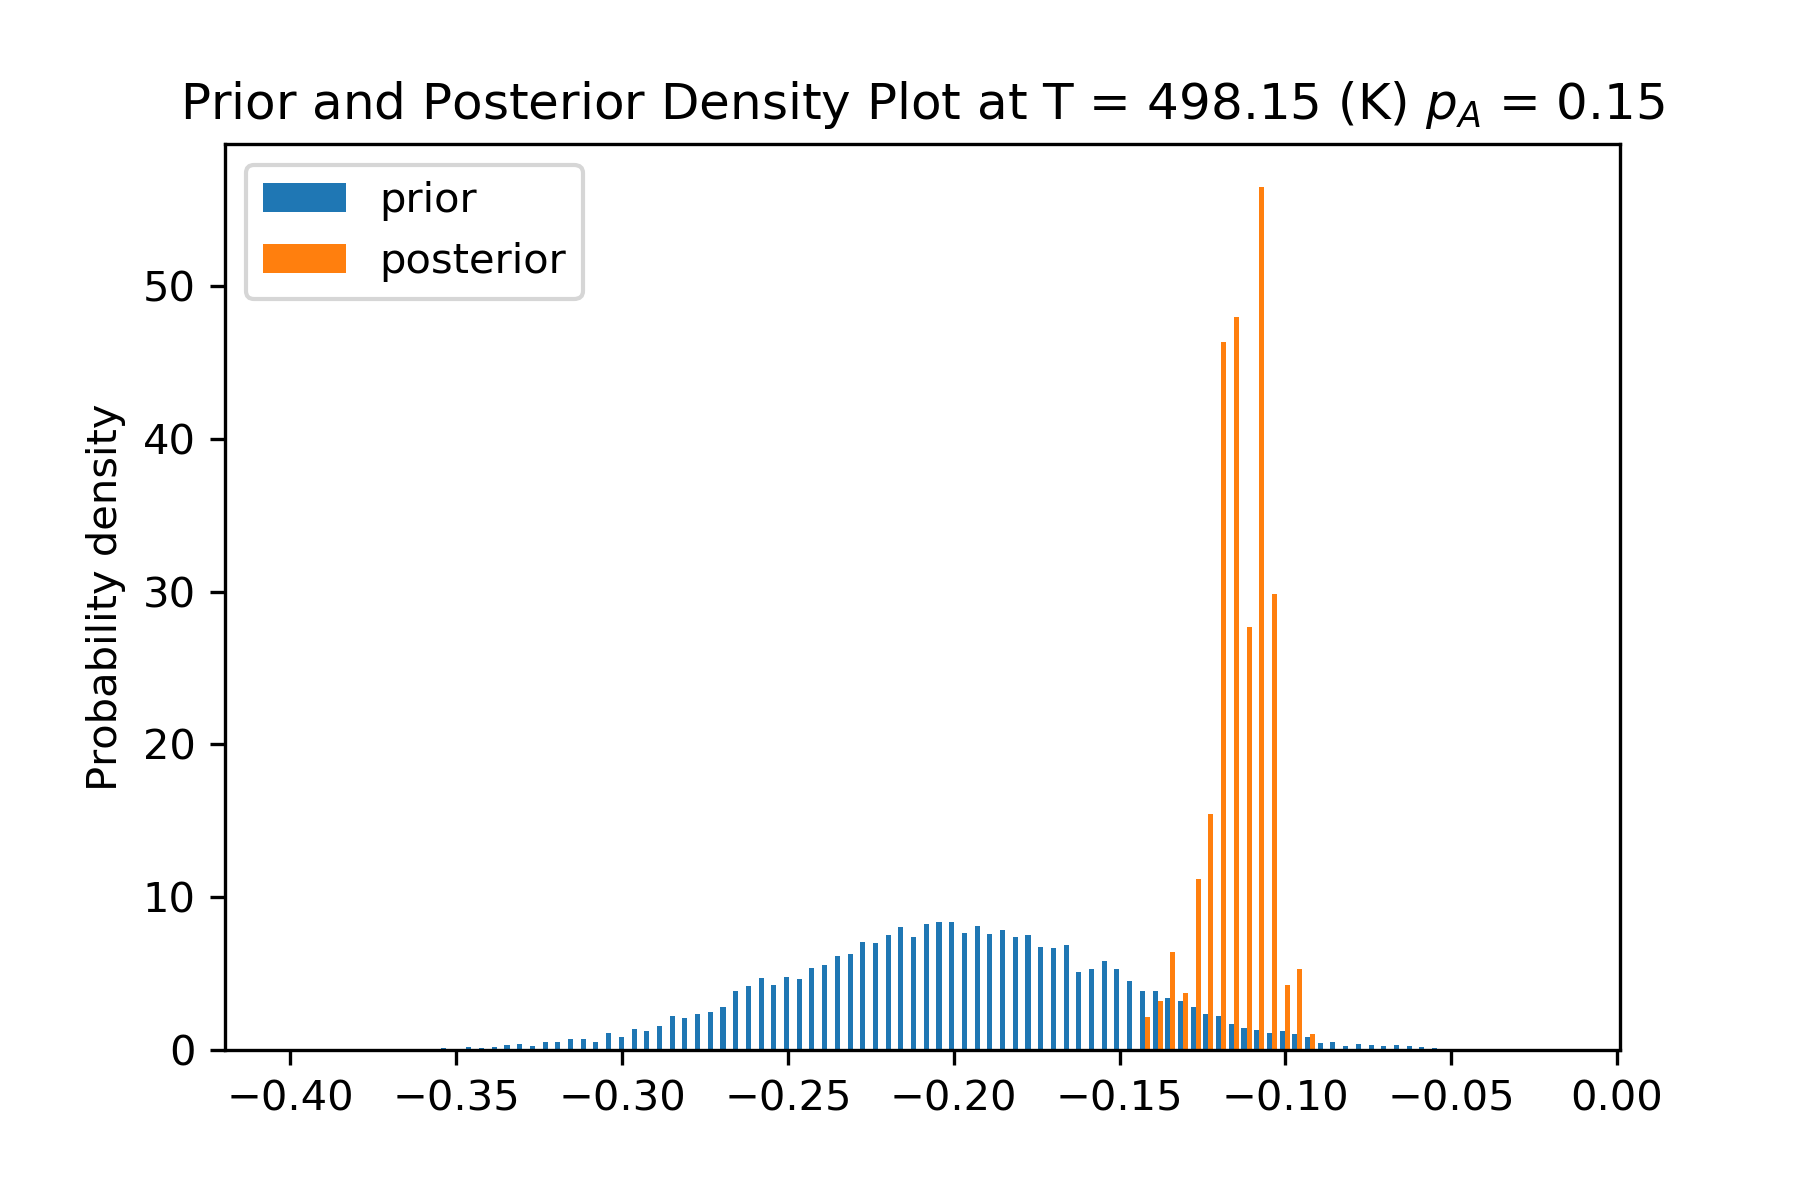 Prior and Posterior Density Plot at T = 498.15 (K) p_A = 0.15
prior
posterior
Probability density
50
40
30
20
10
0
−0.40 −0.35 −0.30 −0.25 −0.20 −0.15 −0.10 −0.05 0.00